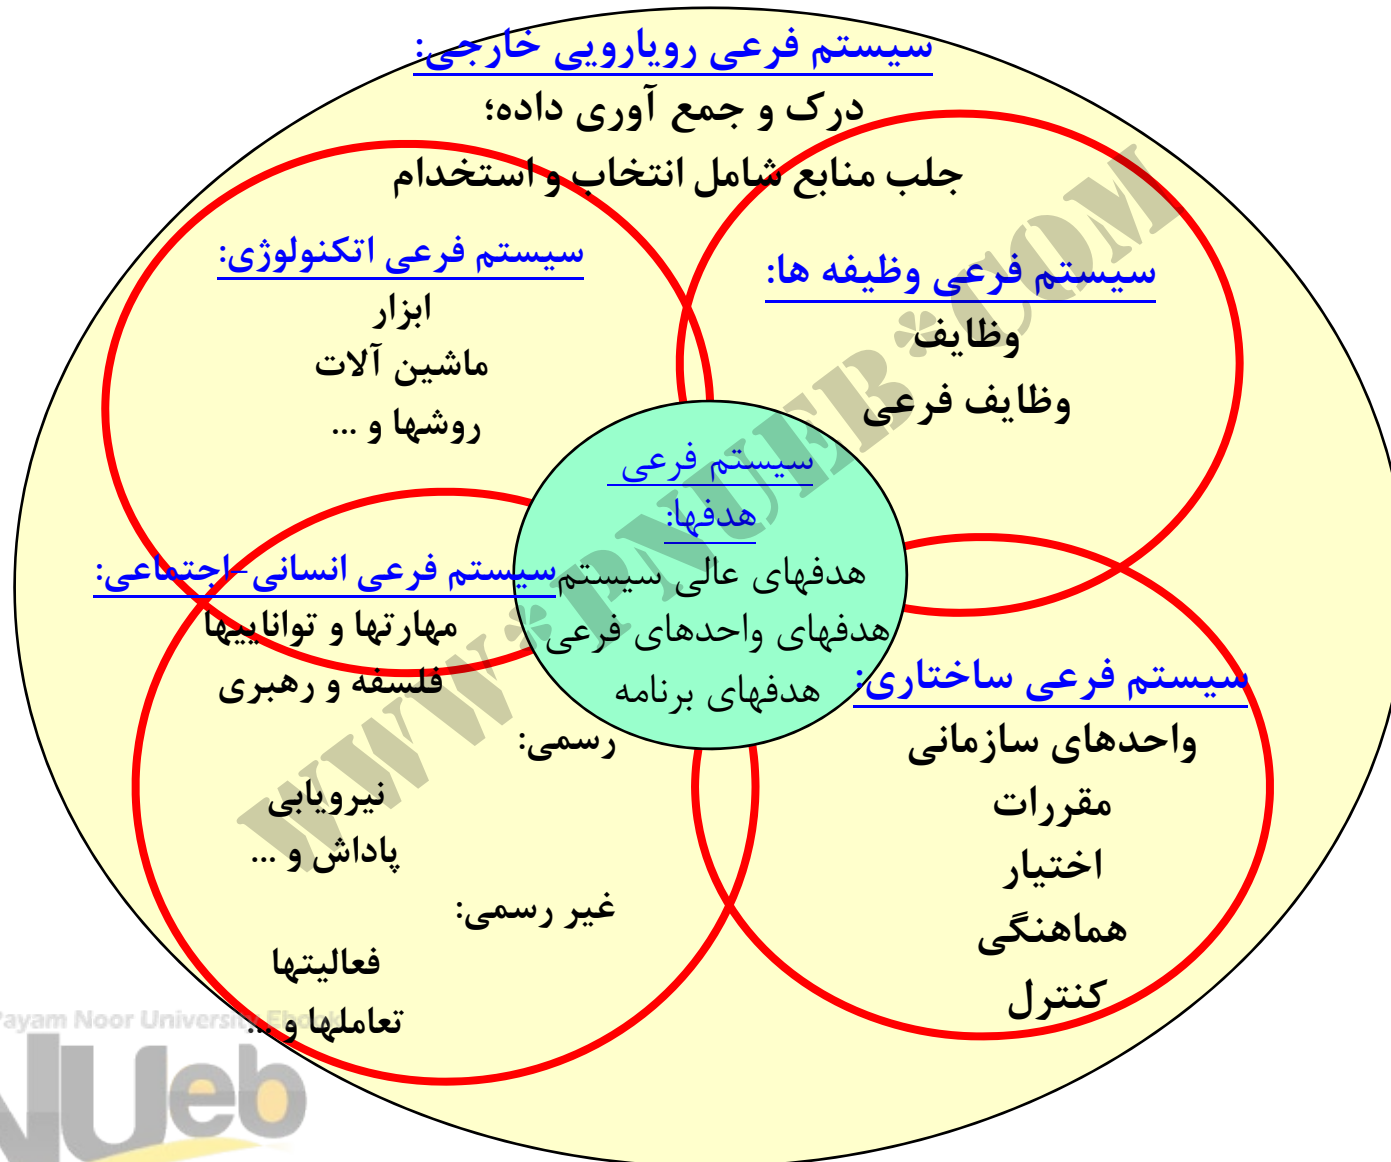 سیستم فرعی رویارویی خارجی:
درک و جمع آوری داده؛
جلب منابع شامل انتخاب و استخدام
سیستم فرعی وظیفه ها:
وظایف
وظایف فرعی
سیستم فرعی اتکنولوژی:
ابزار
ماشین آلات
روشها و ...
سیستم فرعی
هدفها:
هدفهای عالی سیستم
هدفهای واحدهای فرعی
هدفهای برنامه
سیستم فرعی ساختاری:
واحدهای سازمانی
مقررات
اختیار
هماهنگی
کنترل
سیستم فرعی انسانی-اجتماعی:
مهارتها و تواناییها
فلسفه و رهبری
رسمی:
نیرویابی
پاداش و ...
غیر رسمی:
فعالیتها
تعاملها و ...
WWW*PNUEB*COM
Payam Noor University Ebook
NUeb